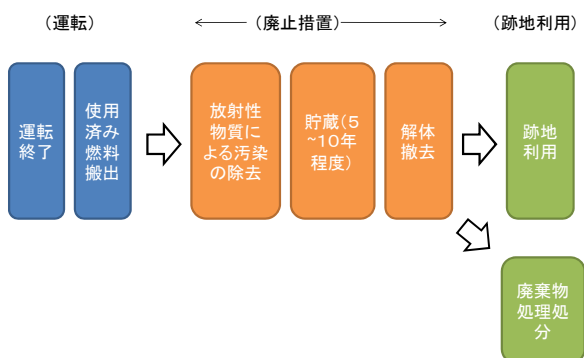 (運転)
(廃止措置)
(跡地利用)
運転
終了
使用
済み
燃料
搬出
放射性
物質に
よる汚染
の除去
貯蔵(5
~10年
程度)
解体
撤去
跡地
利用
廃棄物
処理処
分